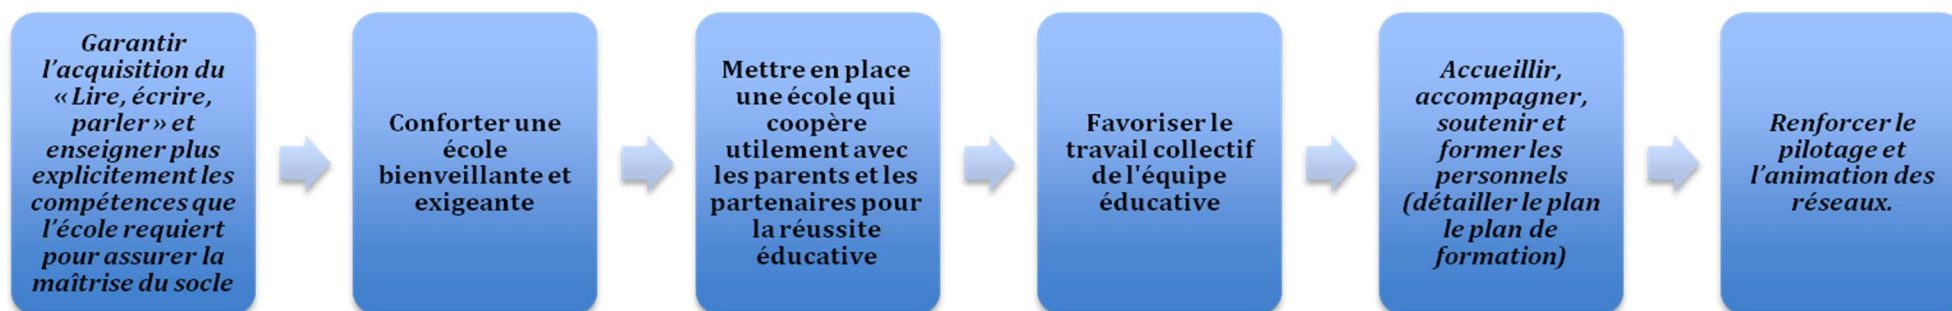 Garantir
l'acquisition du
« Lire, écrire,
parler » et
enseigner plus
explicitement les
compétences que
l'école requiert
pour assurer la
maîtrise du socle
Conforter une
école
bienveillante et
exigeante
Mettre en place
une école qui
coopère
utilement avec
les parents et les
partenaires pour
la réussite
éducative
Favoriser le
travail collectif
de l'équipe
éducative
Accueillir,
accompagner,
soutenir et
former les
personnels
(détailler le plan
le plan de
formation)
Renforcer le
pilotage et
l'animation des
réseaux.